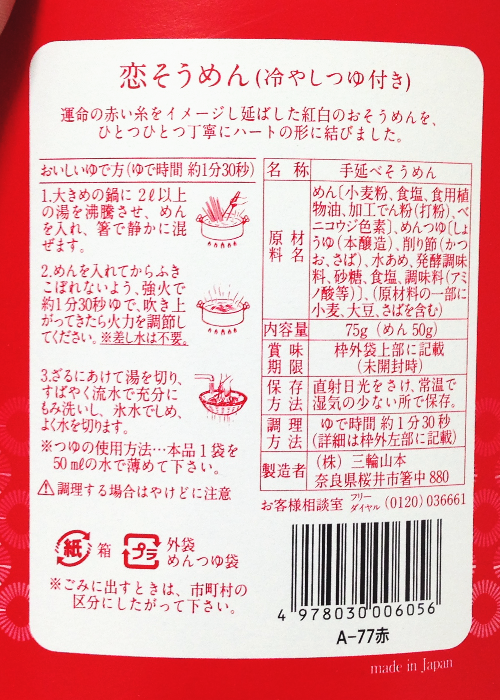 恋そうめん(冷やしつゆ付き)
運命の赤い糸をイメージし延ばした紅白のおそうめんを、
ひとつひとつ丁寧にハートの形に結びました。
おいしいゆで方(ゆで時間 約1分30秒)
1.大きめの鍋に 2ℓ以上
の湯を沸騰させ、めん
を入れ、箸で静かに混
ぜます。
2.めんを入れてからふき
こぼれないよう、強火で
約1分30秒ゆで、吹き上
がってきたら火力を調節し
てください。※差し水は不要。
3.ざるにあけて湯を切り、
すばやく流水で充分に
もみ洗いし、氷水でしめ、
よく水を切ります。
※つゆの使用方法…本品1袋を
50mℓの水で薄めて下さい。
⚠調理する場合はやけどに注意
紙 箱 プラ 外袋
めんつゆ袋
※ごみに出すときは、市町村の
区分にしたがって下さい。
名称 手延べそうめん
原材料名 めん〔小麦粉、食塩、食用植
物油、加工でん粉(打粉)、ベ
ニコウジ色素〕、めんつゆ〔しょ
うゆ(本醸造)、削り節(かつ
お、さば)、水あめ、発酵調味
料、砂糖、食塩、調味料(アミ
ノ酸等)〕、(原材料の一部に
小麦、大豆、さばを含む)
内容量 75g(めん50g)
賞味期限 枠外袋上部に記載
(未開封時)
保存方法 直射日光をさけ、常温で
湿気の少ない所で保存。
調理方法 ゆで時間 約1分30秒
(詳細は枠外左部に記載)
製造者 (株)三輪山本
奈良県桜井市箸中880
お客様相談室 フリーダイヤル (0120)036661
4 978030 006056
A-77赤
made in Japan